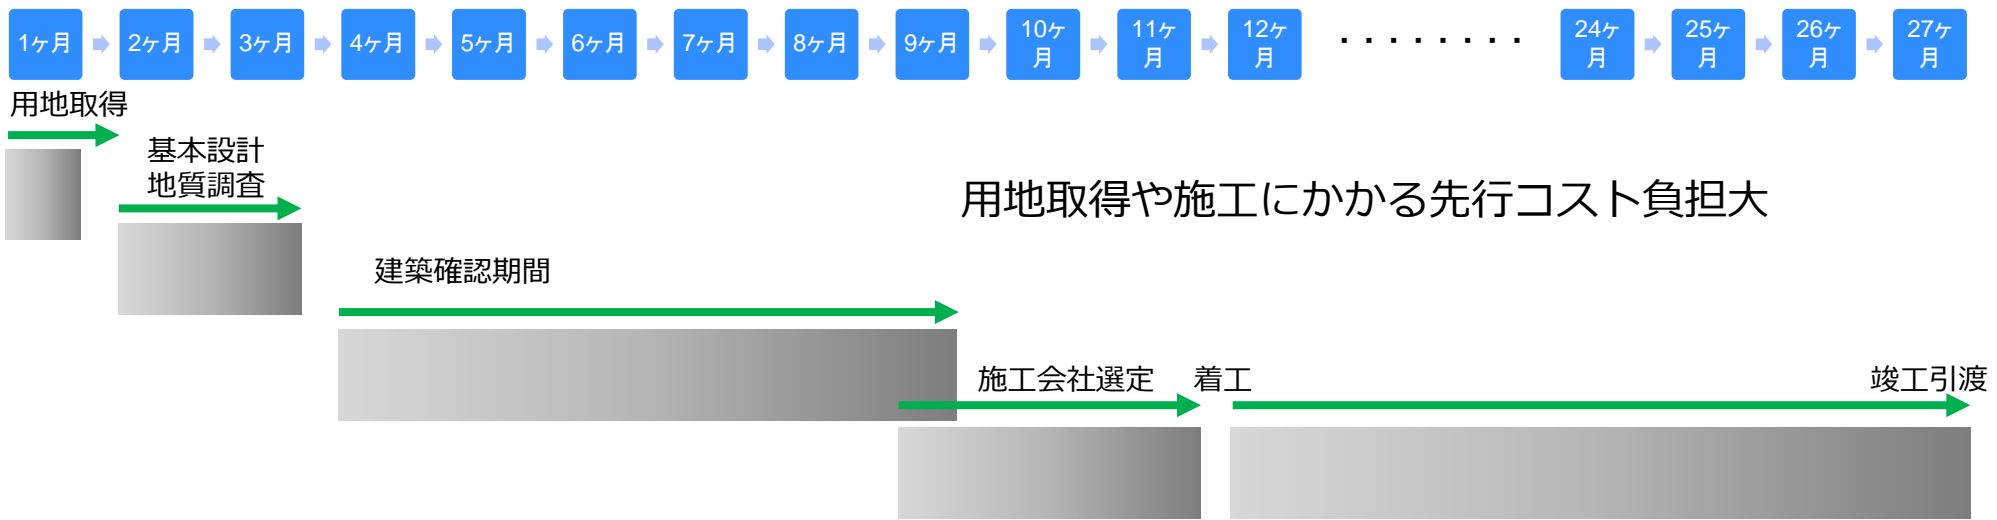 1ヶ月
2ヶ月
3ヶ月
4ヶ月
5ヶ月
6ヶ月
7ヶ月
8ヶ月
9ヶ月
10ヶ
月
11ヶ
月
12ヶ
月
・・・・・・・・
24ヶ
月
25ヶ
月
26ヶ
月
27ヶ
月
用地取得
基本設計
地質調査
用地取得や施工にかかる先行コスト負担大
建築確認期間
施工会社選定
着工
竣工引渡